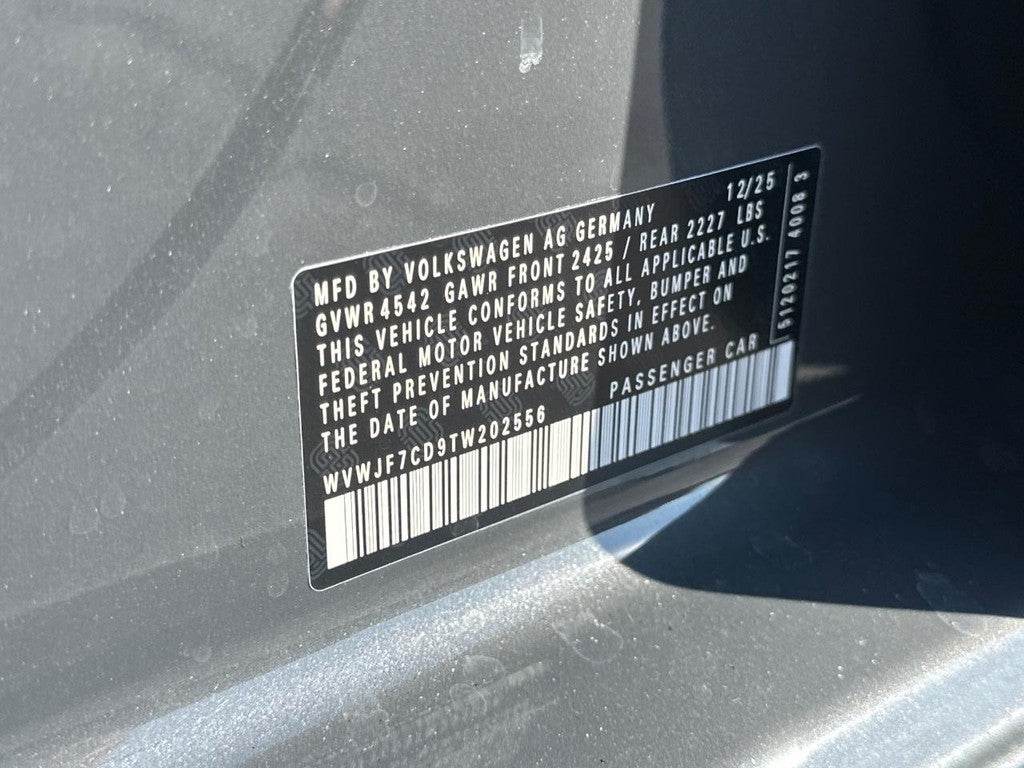 12/25
MFD BY VOLKSWAGEN AG GERMANY
GVWR 4542 GAWR FRONT 2425 / REAR 2227 LBS
THIS VEHICLE CONFORMS TO ALL APPLICABLE U.S.
FEDERAL MOTOR VEHICLE SAFETY, BUMPER AND
THEFT PREVENTION STANDARDS IN EFFECT ON
THE DATE OF MANUFACTURE SHOWN ABOVE.
WVWJF7CD9TW202556 PASSENGER CAR
5120217 4008 3